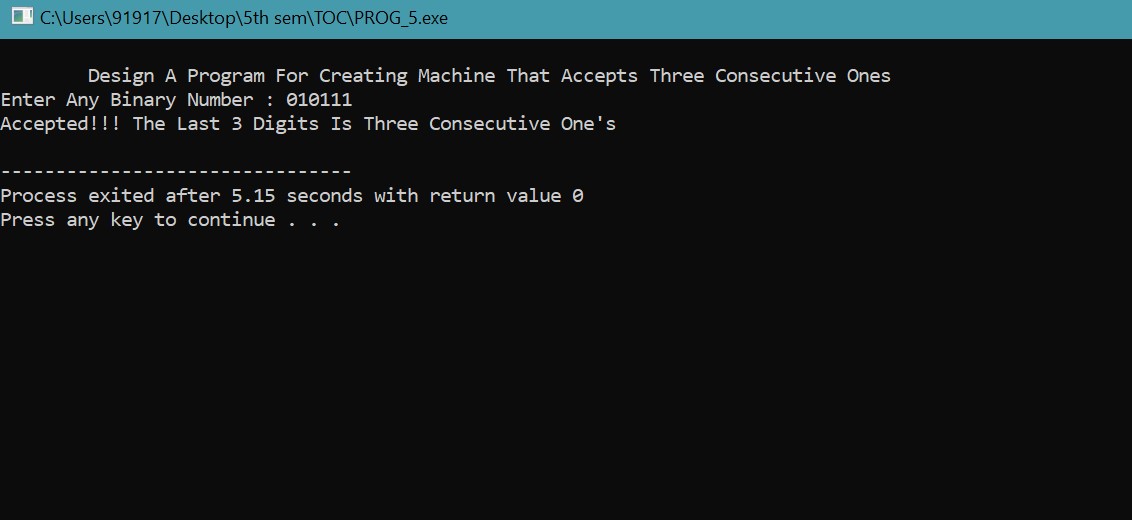 C:\Users\91917\Desktop\5th sem\TOC\PROG_5.exe
Design A Program For Creating Machine That Accepts Three Consecutive Ones
Enter Any Binary Number : 010111
Accepted!!! The Last 3 Digits Is Three Consecutive One's
--------------------------------
Process exited after 5.15 seconds with return value 0
Press any key to continue . . .